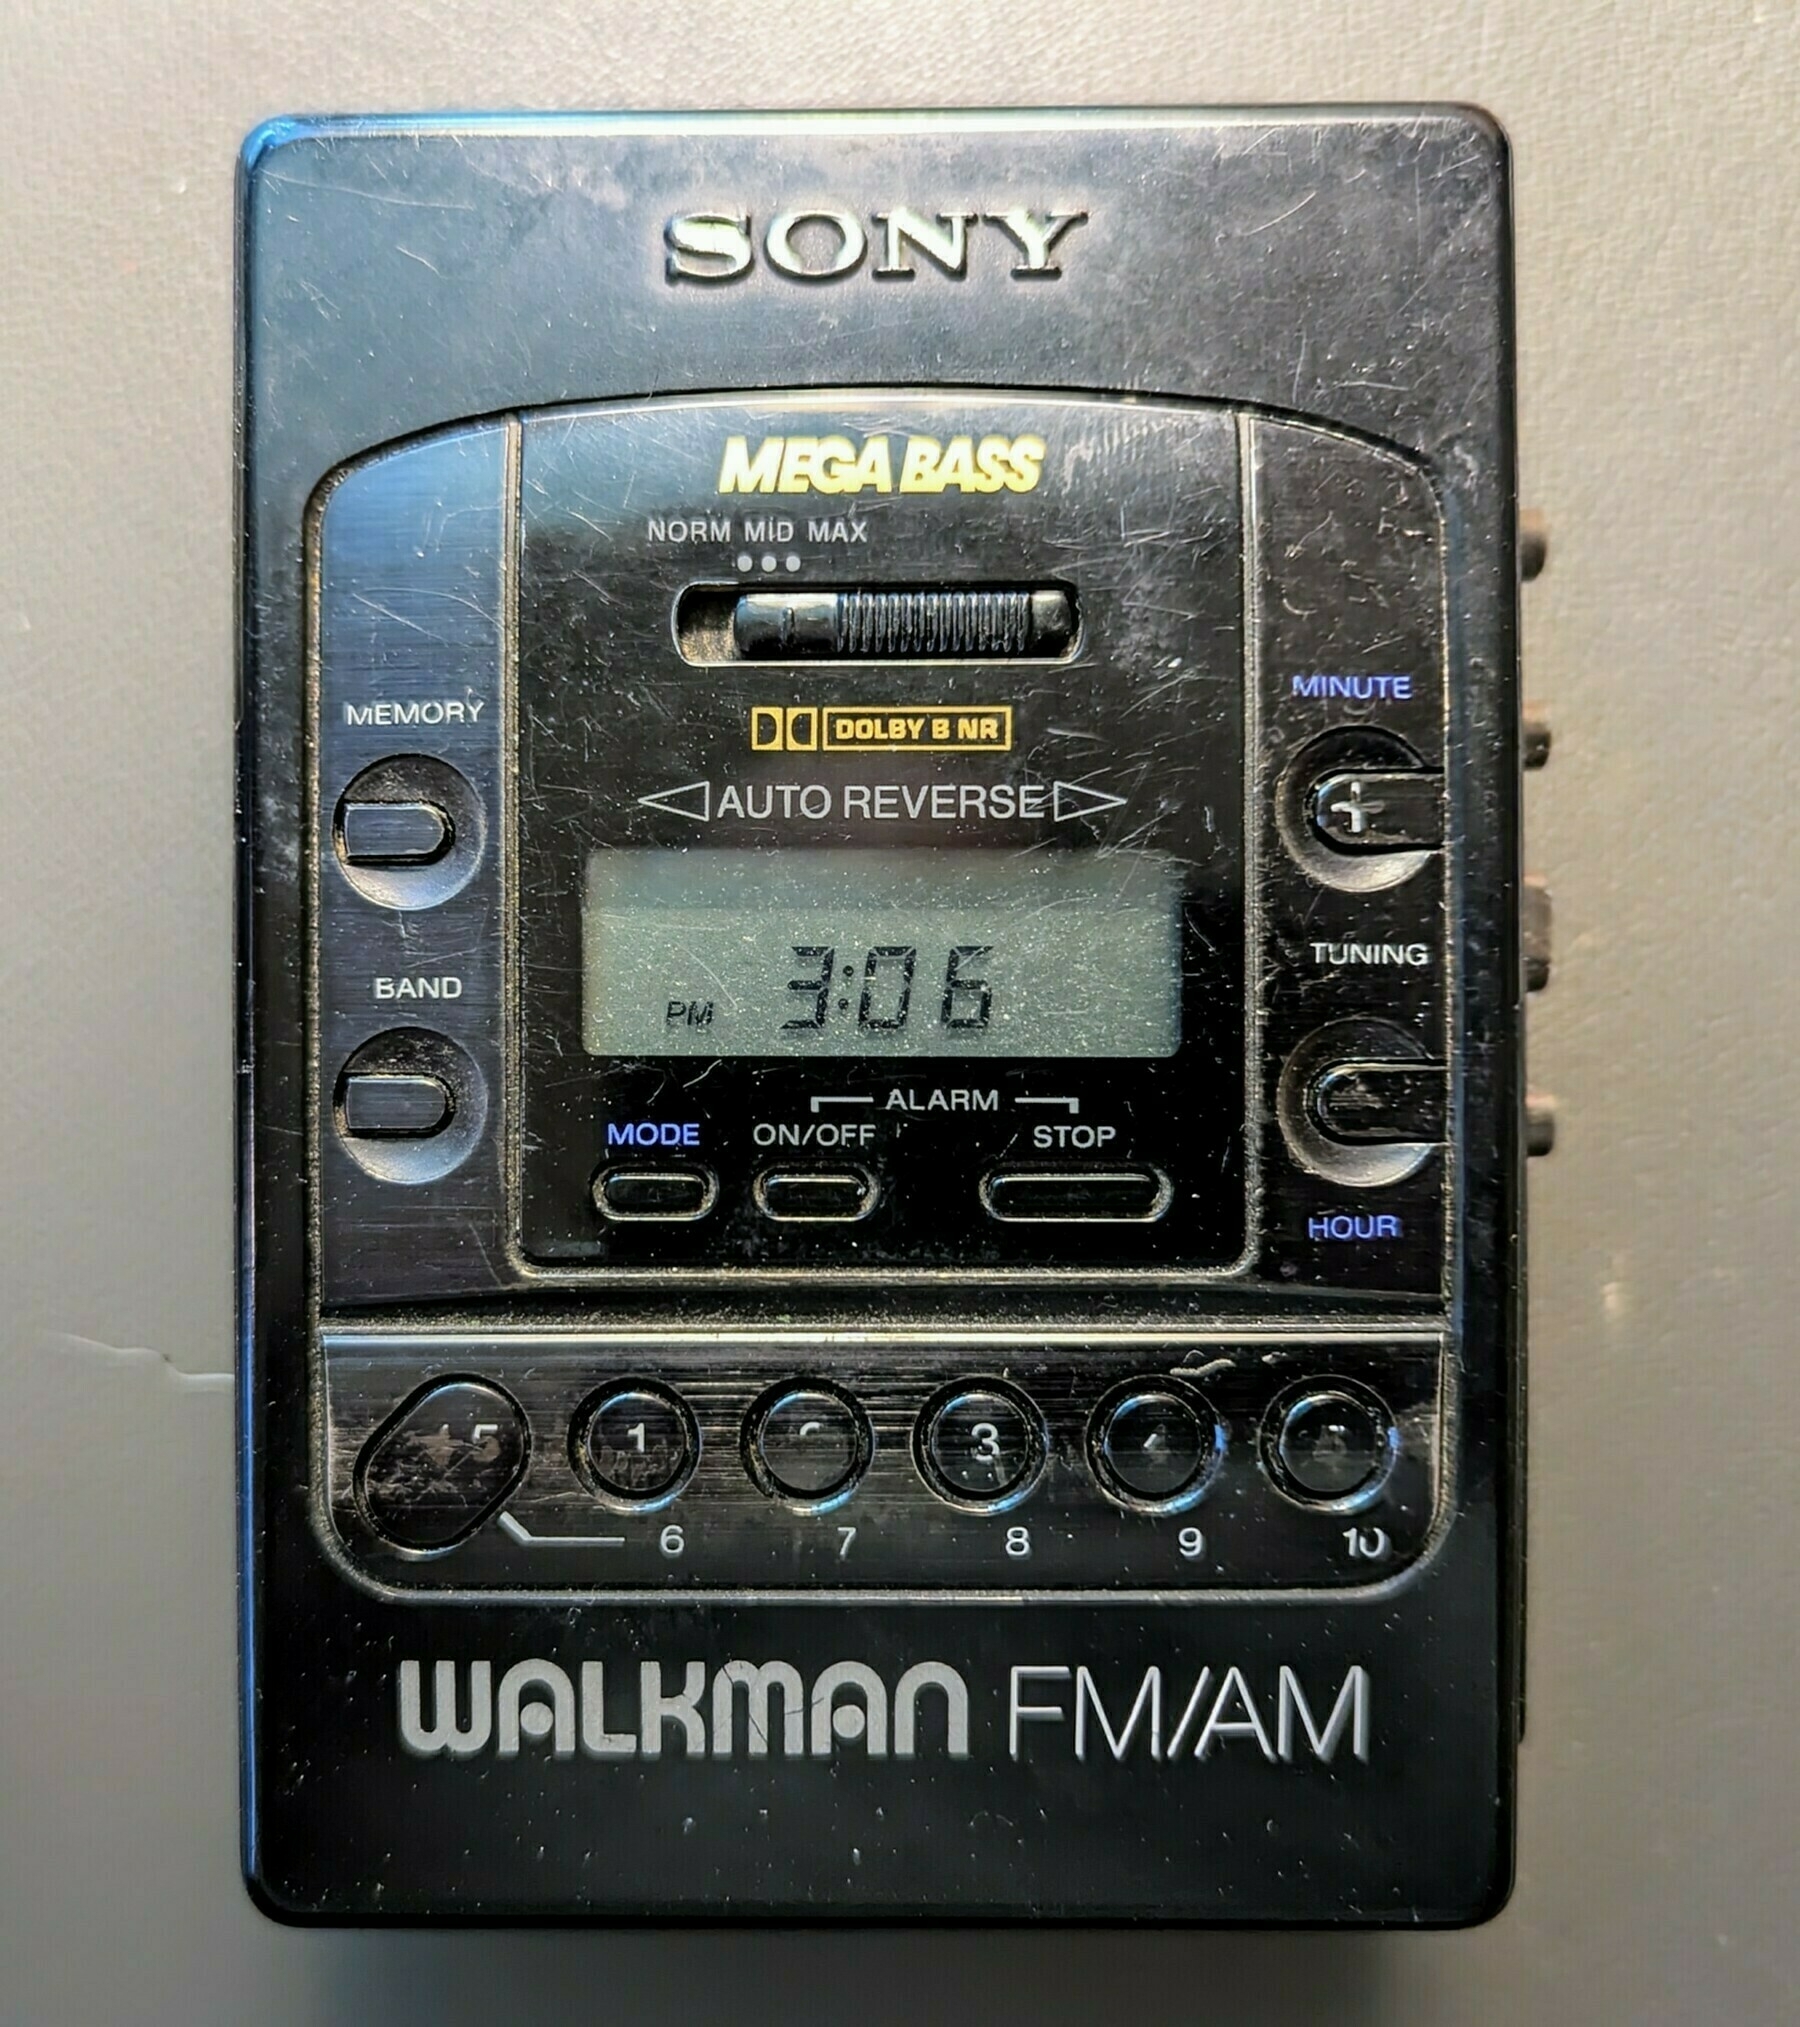 SONY
MEGA BASS
NORM MID MAX
MINUTE
MEMORY
DOLBY B NR
AUTO REVERSE
+
TUNING
BAND
PM 3:06
ALARM
MODE ON/OFF STOP
HOUR
+5 1 3
6 7 8 9 10
WALKMAN FM/AM